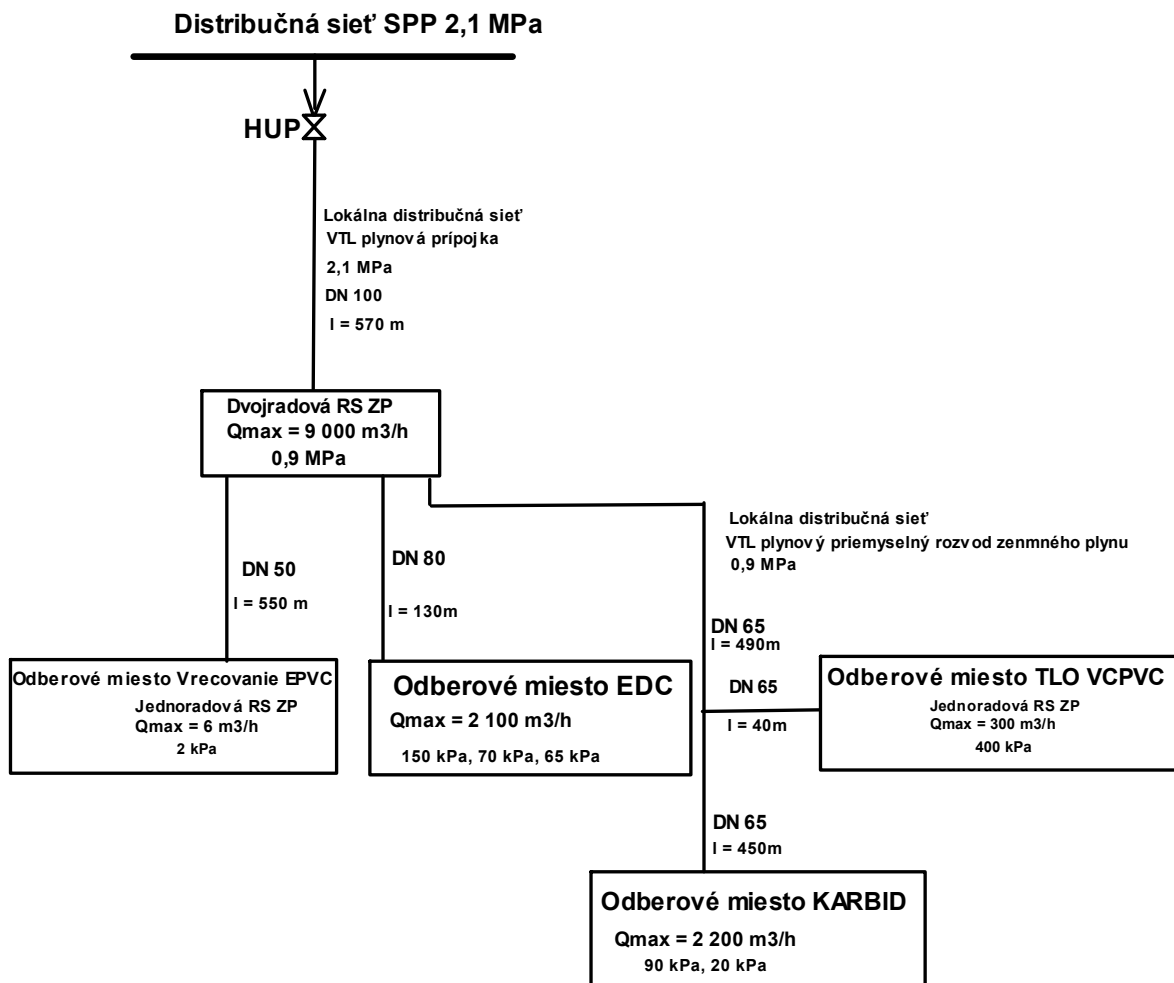 Distribučná sieť SPP 2,1 MPa
HUP
Lokálna distribučná sieť
VTL plynová prípojka
2,1 MPa
DN 100
l = 570 m
Dvojradová RS ZP
Qmax = 9 000 m3/h
0,9 MPa
Lokálna distribučná sieť
VTL plynový priemyselný rozvod zenmného plynu
0,9 MPa
DN 50
l = 550 m
DN 80
l = 130m
DN 65
l = 490m
DN 65
l = 40m
Odberové miesto Vrecovanie EPVC
Jednoradová RS ZP
Qmax = 6 m3/h
2 kPa
Odberové miesto EDC
Qmax = 2 100 m3/h
150 kPa, 70 kPa, 65 kPa
Odberové miesto TLO VCPVC
Jednoradová RS ZP
Qmax = 300 m3/h
400 kPa
DN 65
l = 450m
Odberové miesto KARBID
Qmax = 2 200 m3/h
90 kPa, 20 kPa